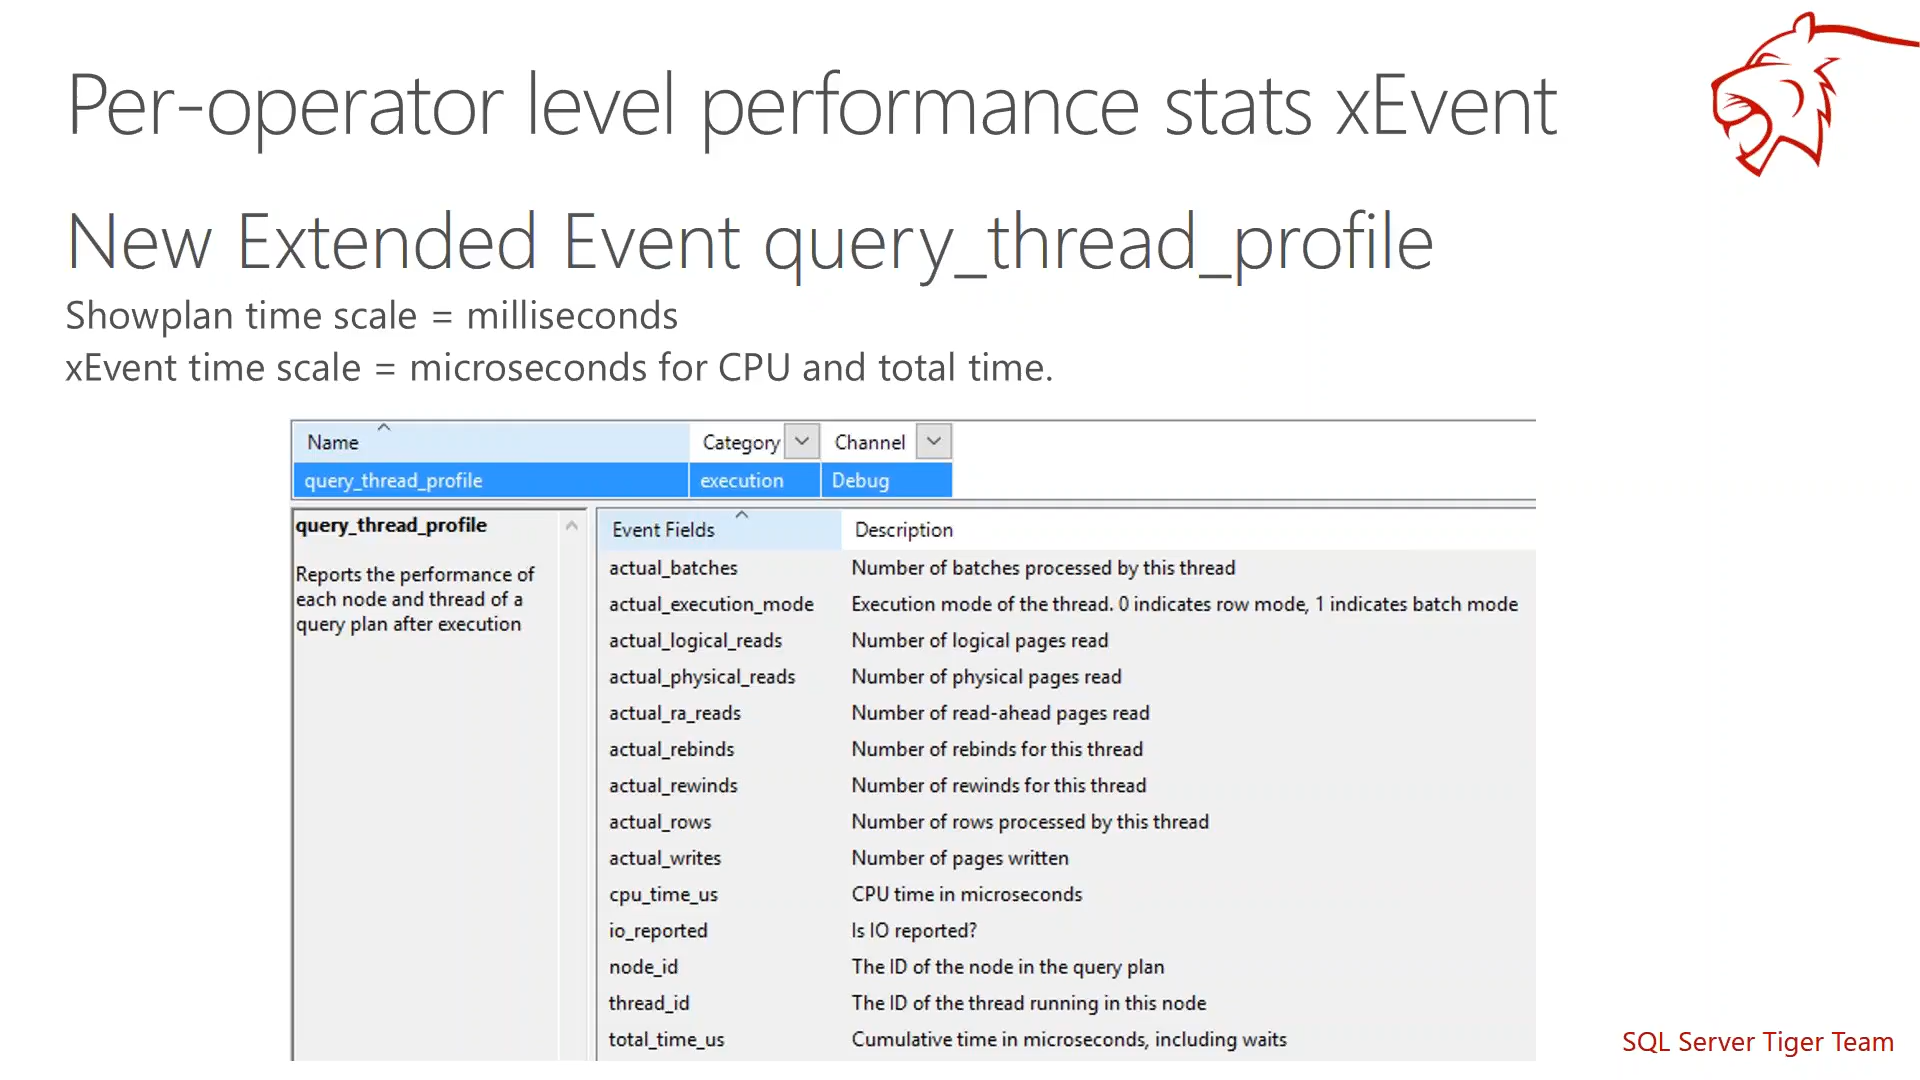 Per-operator level performance stats xEvent
New Extended Event query_thread_profile
Showplan time scale = milliseconds
xEvent time scale = microseconds for CPU and total time.
Name Category Channel
query_thread_profile execution Debug
query_thread_profile
Reports the performance of
each node and thread of a
query plan after execution
Event Fields Description
actual_batches Number of batches processed by this thread
actual_execution_mode Execution mode of the thread. 0 indicates row mode, 1 indicates batch mode
actual_logical_reads Number of logical pages read
actual_physical_reads Number of physical pages read
actual_ra_reads Number of read-ahead pages read
actual_rebinds Number of rebinds for this thread
actual_rewinds Number of rewinds for this thread
actual_rows Number of rows processed by this thread
actual_writes Number of pages written
cpu_time_us CPU time in microseconds
io_reported Is IO reported?
node_id The ID of the node in the query plan
thread_id The ID of the thread running in this node
total_time_us Cumulative time in microseconds, including waits
SQL Server Tiger Team